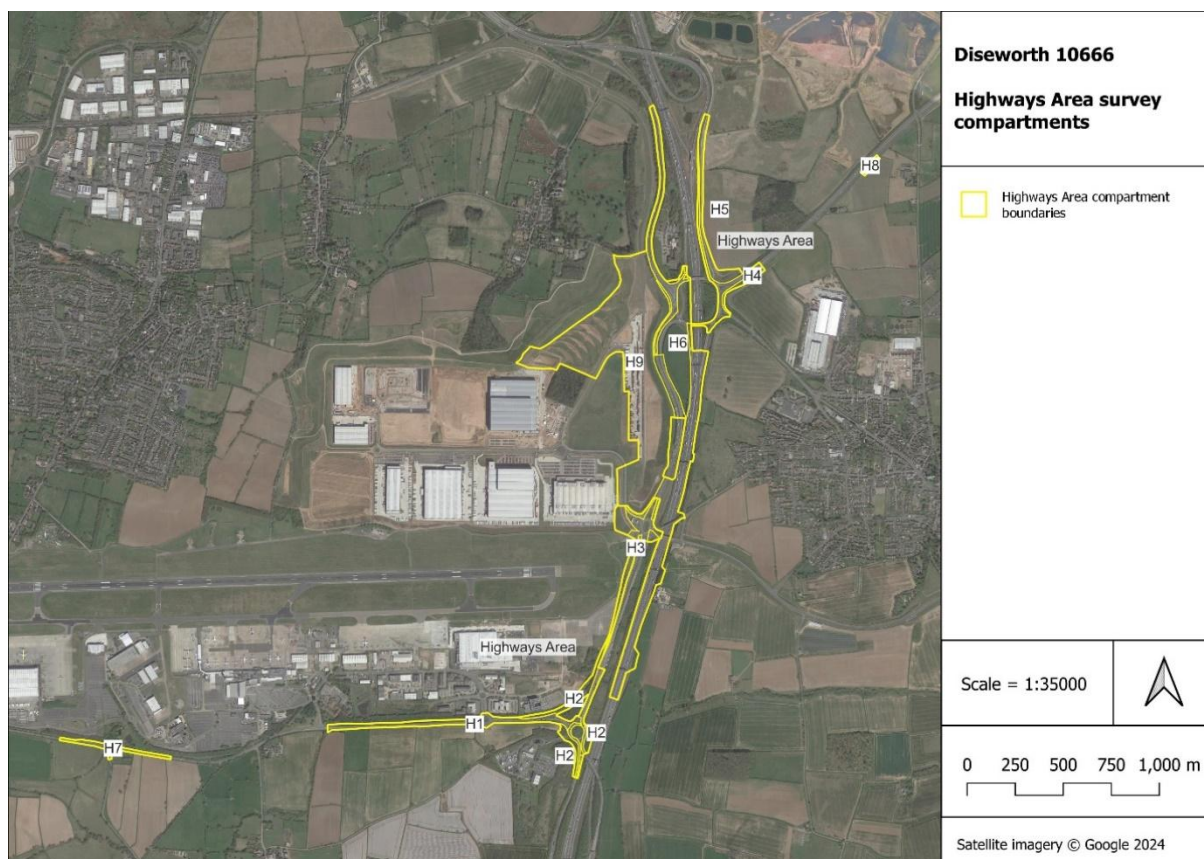 Diseworth 10666
Highways Area survey
compartments
Highways Area compartment
boundaries
H8
H5
Highways Area
H4
H6
H9
H3
Highways Area
H2
H1
H2
H7
H2
Scale = 1:35000
0 250 500 750 1,000 m
Satellite imagery © Google 2024